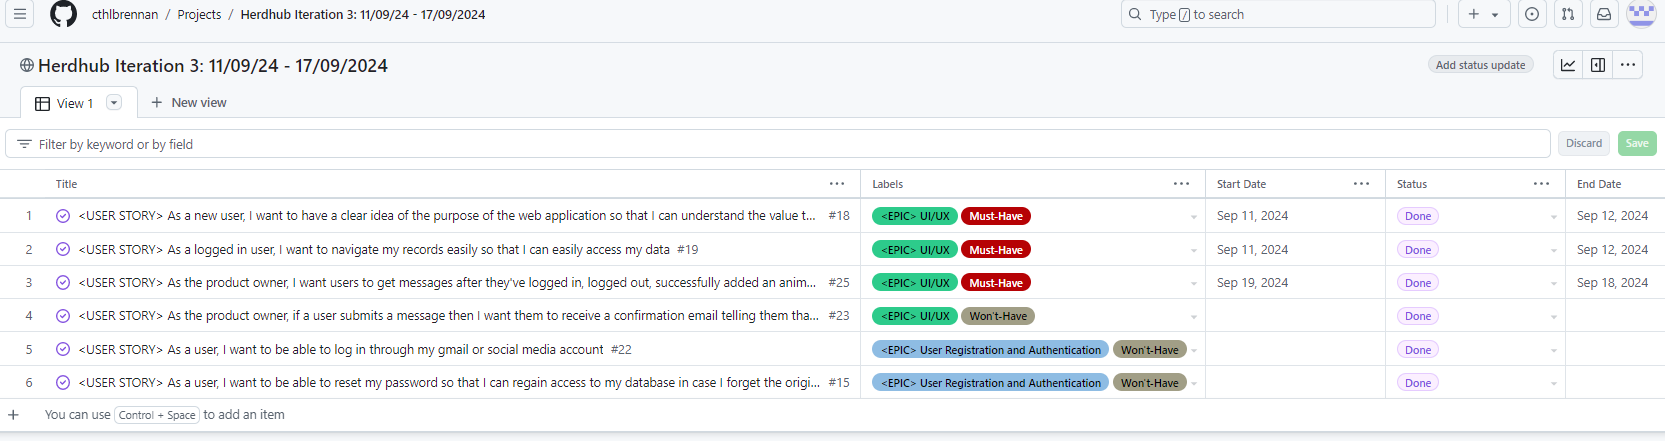 cthlbrennan / Projects / Herdhub Iteration 3: 11/09/24 - 17/09/2024
Type / to search
Herdhub Iteration 3: 11/09/24 - 17/09/2024
Add status update
View 1
New view
Filter by keyword or by field
Discard
Save
Title Labels Start Date Status End Date
1 <USER STORY> As a new user, I want to have a clear idea of the purpose of the web application so that I can understand the value t... #18 <EPIC> UI/UX Must-Have Sep 11, 2024 Done Sep 12, 2024
2 <USER STORY> As a logged in user, I want to navigate my records easily so that I can easily access my data #19 <EPIC> UI/UX Must-Have Sep 11, 2024 Done Sep 12, 2024
3 <USER STORY> As the product owner, I want users to get messages after they've logged in, logged out, successfully added an anim... #25 <EPIC> UI/UX Must-Have Sep 19, 2024 Done Sep 18, 2024
4 <USER STORY> As the product owner, if a user submits a message then I want them to receive a confirmation email telling them tha... #23 <EPIC> UI/UX Won't-Have Done
5 <USER STORY> As a user, I want to be able to log in through my gmail or social media account #22 <EPIC> User Registration and Authentication Won't-Have Done
6 <USER STORY> As a user, I want to be able to reset my password so that I can regain access to my database in case I forget the origi... #15 <EPIC> User Registration and Authentication Won't-Have Done
You can use Control + Space to add an item